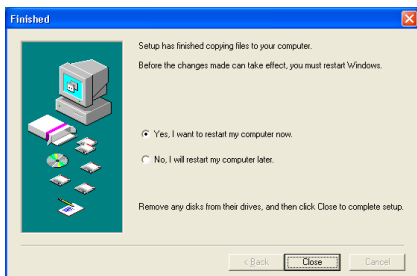 Finished
Setup has finished copying files to your computer.
Before the changes made can take effect, you must restart Windows.
Yes, I want to restart my computer now.
No, I will restart my computer later.
Remove any disks from their drives, and then click Close to complete setup.
< Back Close Cancel